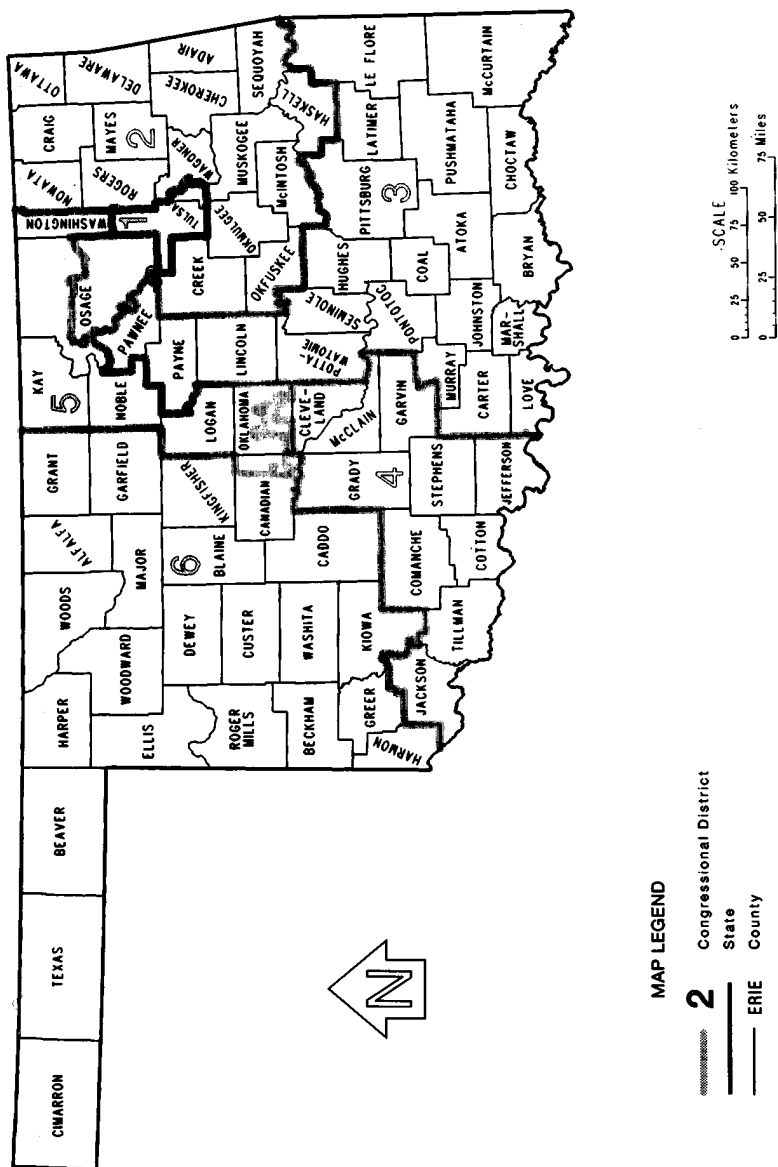 CIMARRON
TEXAS
BEAVER
HARPER
WOODS
ALFALFA
GRANT
KAY
5
OSAGE
WASHINGTON
NOWATA
CRAIG
OTTAWA
ELLIS
WOODWARD
MAJOR
GARFIELD
NOBLE
PAWNEE
1
TULSA
ROGERS
MAYES
2
DELAWARE
ROGER
MILLS
DEWEY
BLAINE
6
KINGFISHER
LOGAN
PAYNE
CREEK
WAGONER
CHEROKEE
ADAIR
CUSTER
CANADIAN
OKLAHOMA
LINCOLN
OKMULGEE
OKFUSKEE
MUSKOGEE
McINTOSH
SEQUOYAH
BECKHAM
WASHITA
CADDO
GRADY
4
CLEVE-
LAND
McCLAIN
POTTA-
WATOMIE
SEMINOLE
HUGHES
PITTSBURG
3
HASKELL
LATIMER
LE FLORE
HARMON
GREER
KIOWA
JACKSON
COMANCHE
TILLMAN
COTTON
STEPHENS
JEFFERSON
GARVIN
MURRAY
CARTER
LOVE
PONTOTOC
JOHNSTON
MAR-
SHALL
COAL
ATOKA
BRYAN
PUSHMATAHA
CHOCTAW
McCURTAIN
N
MAP LEGEND
2 Congressional District
State
ERIE County
SCALE
0 25 50 75 100 Kilometers
0 25 50 75 Miles